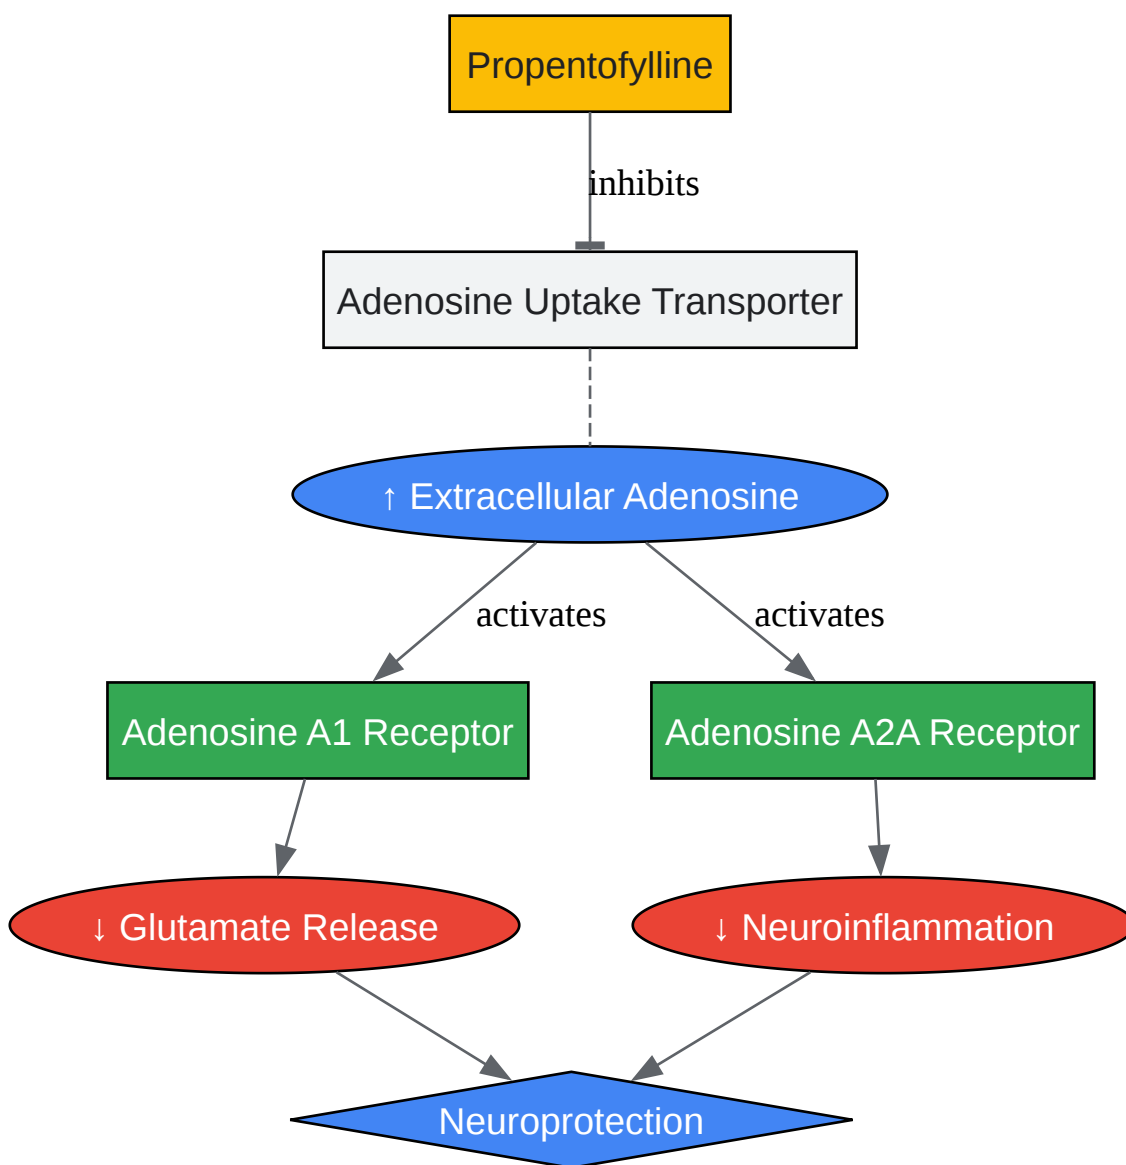 Propentofylline
inhibits
Adenosine Uptake Transporter
↑ Extracellular Adenosine
activates
activates
Adenosine A1 Receptor
Adenosine A2A Receptor
↓ Glutamate Release
↓ Neuroinflammation
Neuroprotection